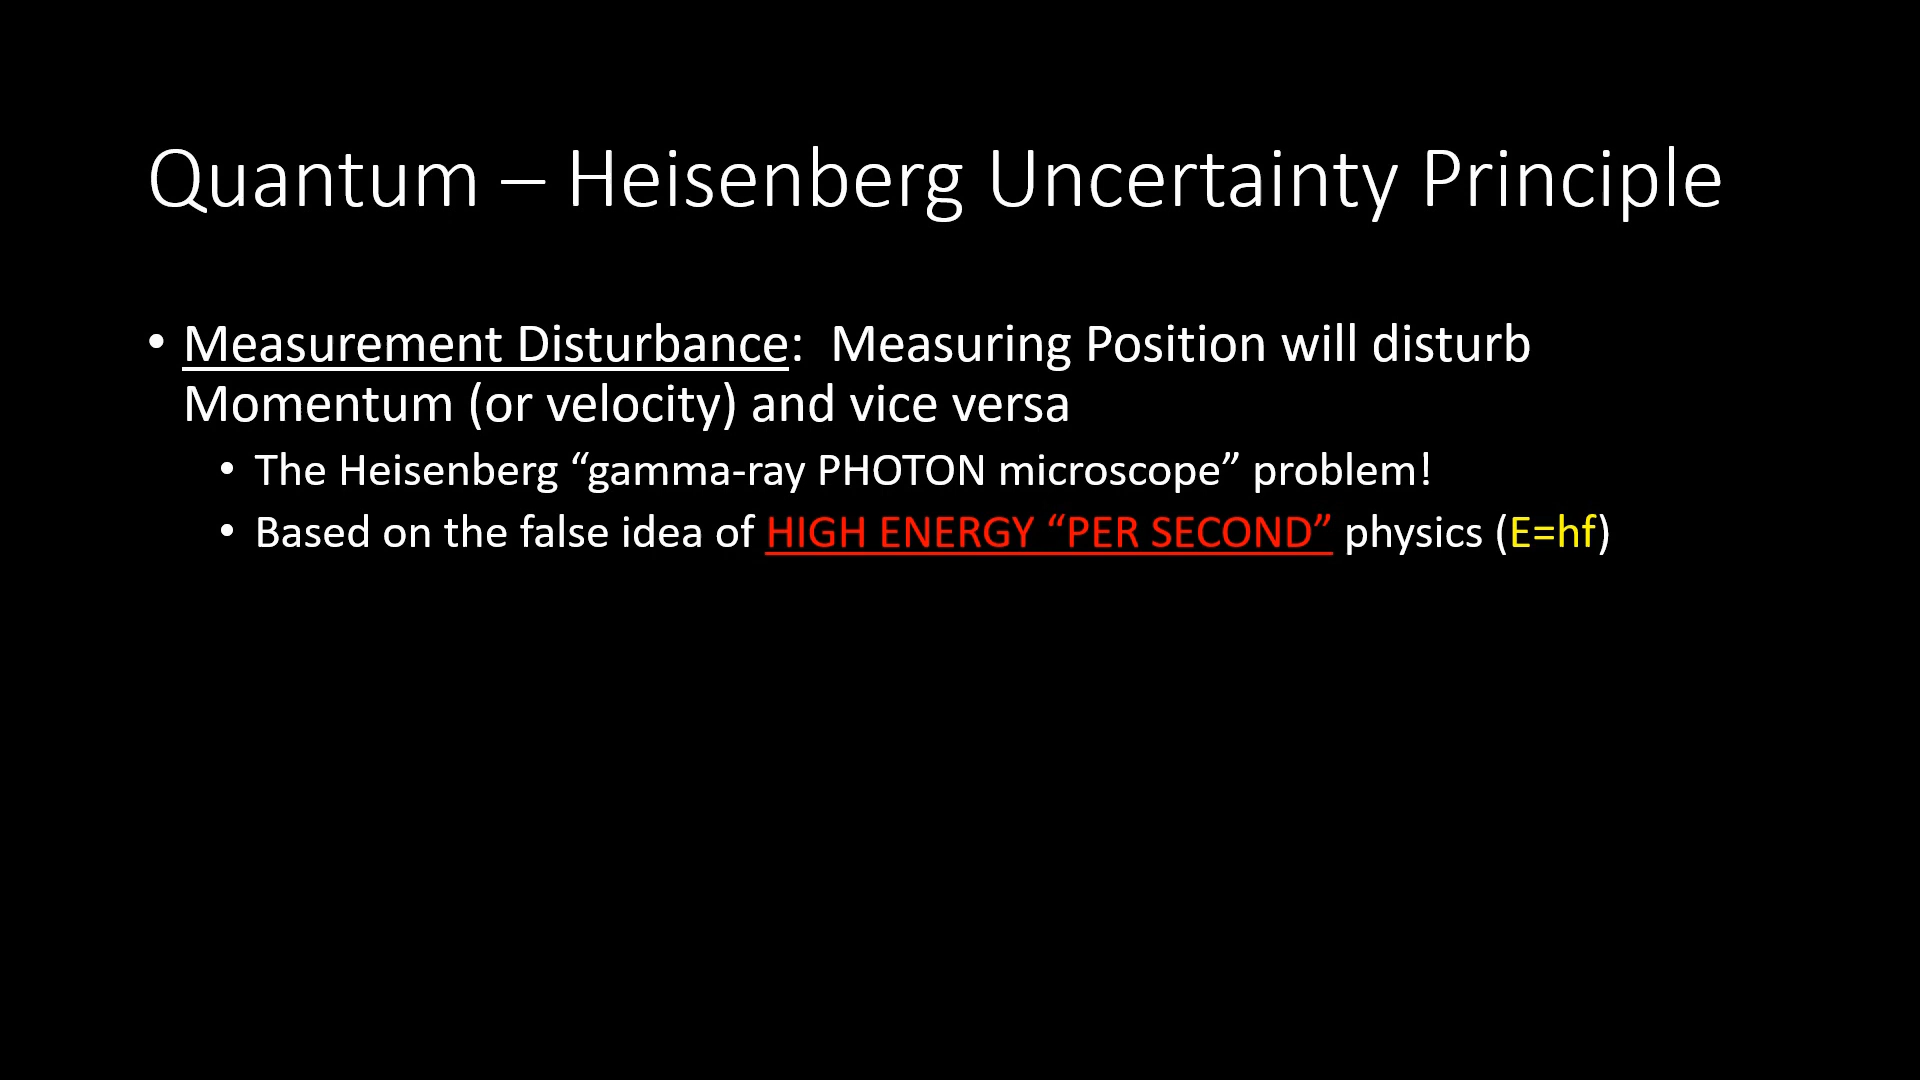 Quantum – Heisenberg Uncertainty Principle
• Measurement Disturbance:  Measuring Position will disturb
Momentum (or velocity) and vice versa
• The Heisenberg “gamma-ray PHOTON microscope” problem!
• Based on the false idea of HIGH ENERGY “PER SECOND” physics (E=hf)